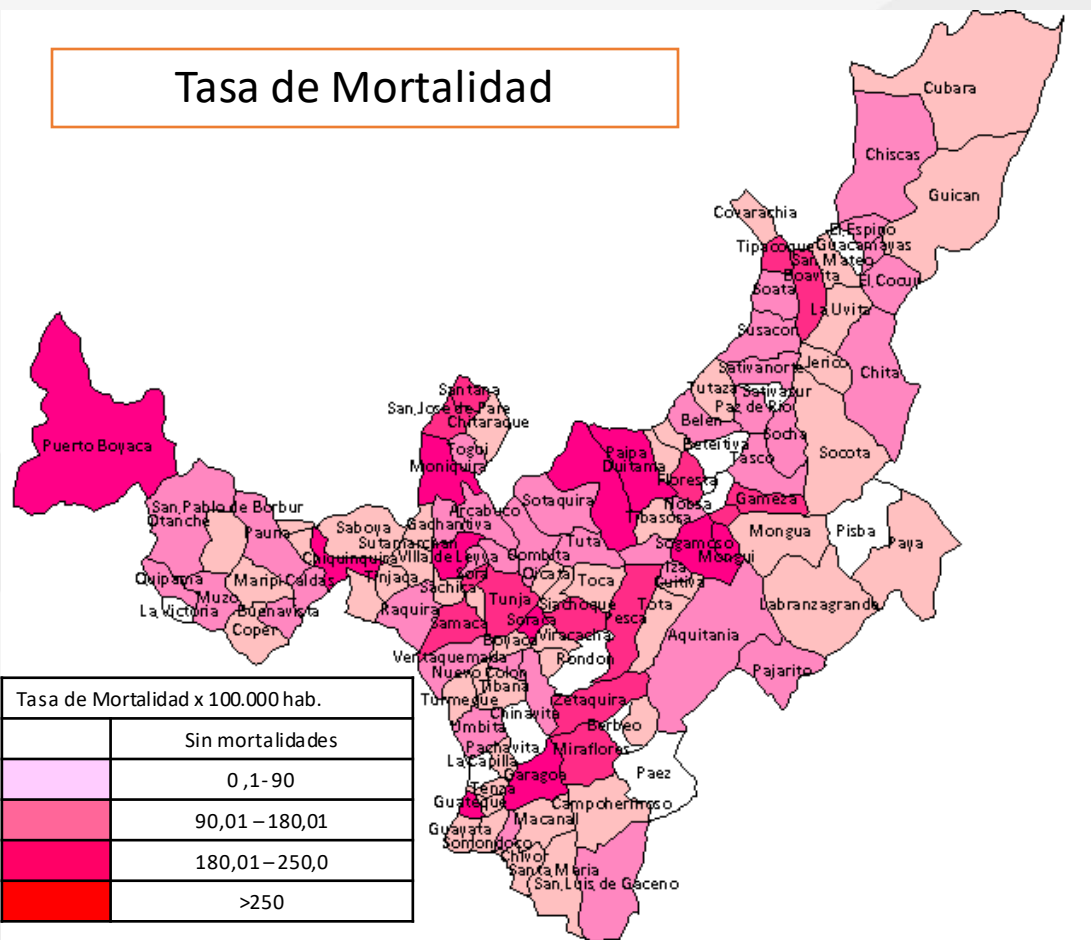 Tasa de Mortalidad
Cubara
Chiscas
Guican
Covarachia
El Espino
Tipacoque
Guacamayas
San Mateo
Boavita
El Cocuy
Soata
La Uvita
Susacon
Sativanorte
Jerico
Chita
Tutaza
Sativasur
Paz de Rio
Belen
Socha
Beteitiva
Tasco
Socota
Santana
San Jose de Pare
Chitaraque
Togui
Moniquira
Puerto Boyaca
Paipa
Duitama
Floresta
Gameza
Nobsa
Tibasosa
Sotaquira
Arcabuco
San Pablo de Borbur
Otanche
Pauna
Saboya
Gachantiva
Sutamarchan
Villa de Leyva
Chiquinquira
Tuta
Combita
Sogamoso
Mongui
Mongua
Pisba
Paya
Iza
Cuitiva
Quipama
Maripi
Caldas
Tinjaca
Sachica
Sora
Oicata
Toca
Muzo
La Victoria
Buenavista
Raquira
Tunja
Siachoque
Tota
Labranzagrande
Coper
Samaca
Soraca
Pesca
Aquitania
Boyaca
Viracacha
Ventaquemada
Rondon
Pajarito
Nuevo Colon
Tibana
Turmeque
Zetaquira
Chinavita
Umbita
Berbeo
Pachavita
Miraflores
La Capilla
Garagoa
Paez
Tenza
Guateque
Campohermoso
Macanal
Guayata
Somondoco
Chivor
Santa Maria
San Luis de Gaceno
Tasa de Mortalidad x 100.000 hab.
Sin mortalidades
0,1-90
90,01 – 180,01
180,01 – 250,0
>250